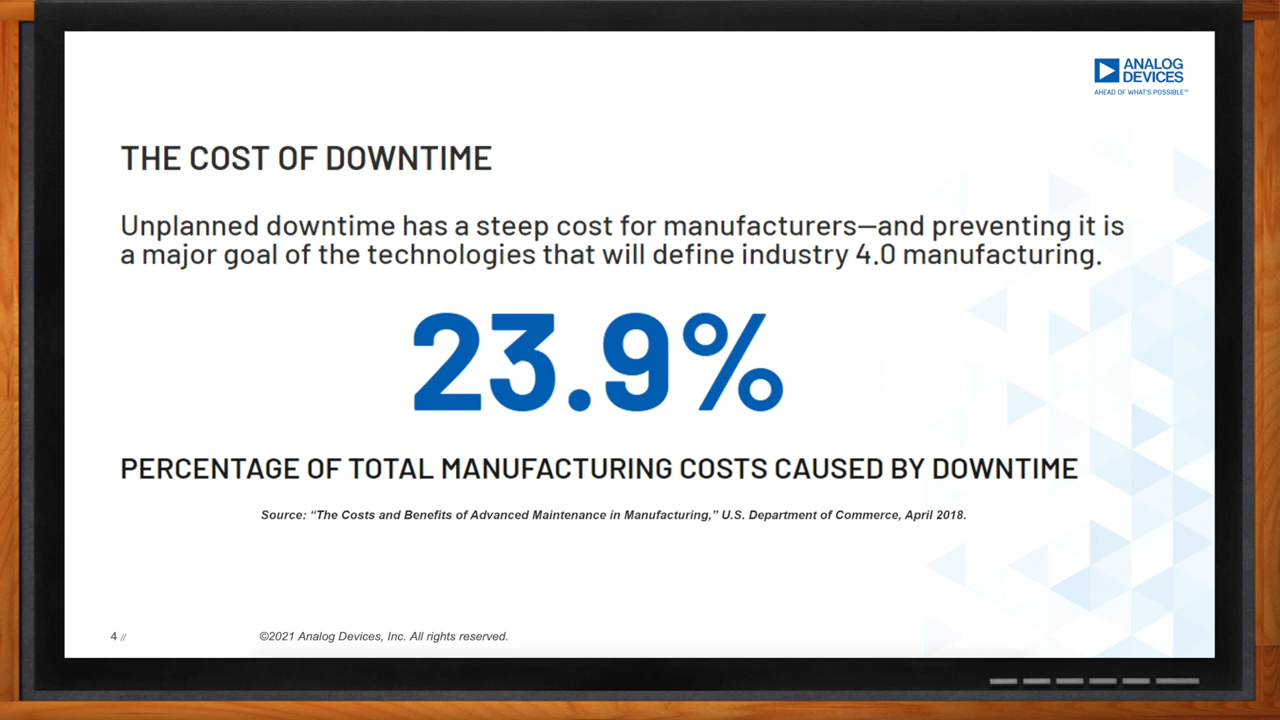 ANALOG
DEVICES
AHEAD OF WHAT'S POSSIBLE™
THE COST OF DOWNTIME
Unplanned downtime has a steep cost for manufacturers—and preventing it is
a major goal of the technologies that will define industry 4.0 manufacturing.
23.9%
PERCENTAGE OF TOTAL MANUFACTURING COSTS CAUSED BY DOWNTIME
Source: “The Costs and Benefits of Advanced Maintenance in Manufacturing,” U.S. Department of Commerce, April 2018.
4 //
©2021 Analog Devices, Inc. All rights reserved.